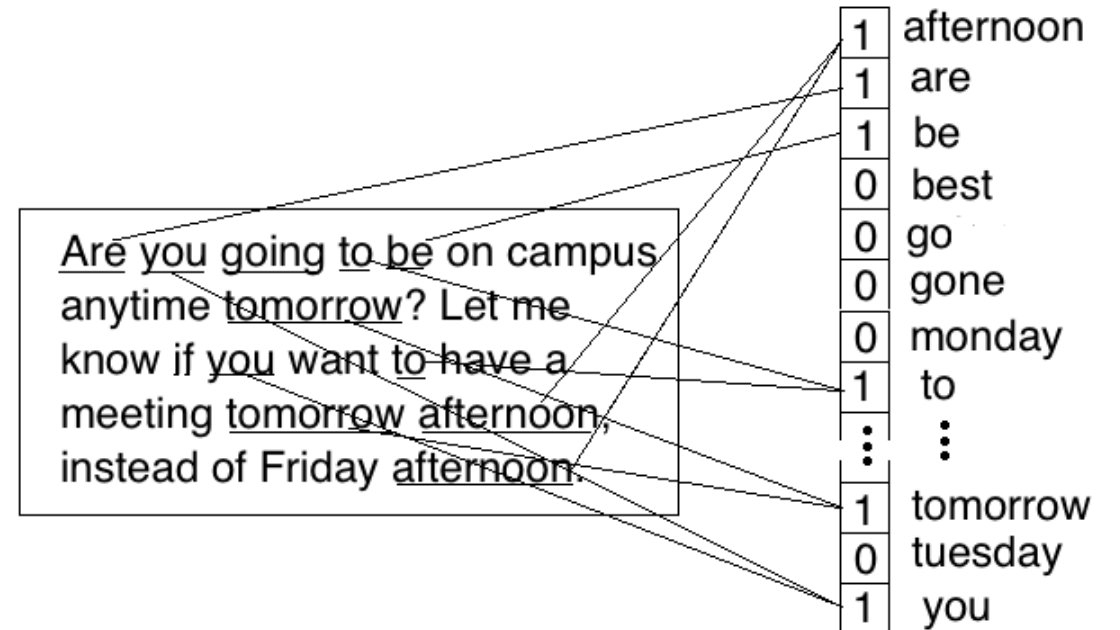 Are you going to be on campus
anytime tomorrow? Let me
know if you want to have a
meeting tomorrow afternoon,
instead of Friday afternoon.
1 afternoon
1 are
1 be
0 best
0 go
0 gone
0 monday
1 to
1 tomorrow
0 tuesday
1 you